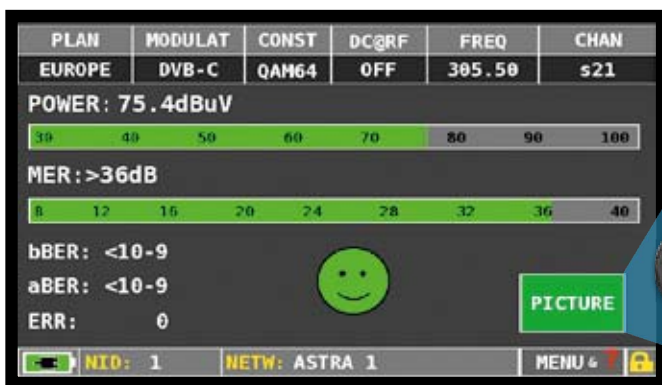 PLAN MODULAT CONST DC@RF FREQ CHAN
EUROPE DVB-C QAM64 OFF 305.50 s21
POWER: 75.4dBuV
30 40 50 60 70 80 90 100
MER:>36dB
8 12 16 20 24 28 32 36 40
bBER: <10-9
aBER: <10-9
PICTURE
ERR: 0
NID: 1 NETW: ASTRA 1 MENU & ?